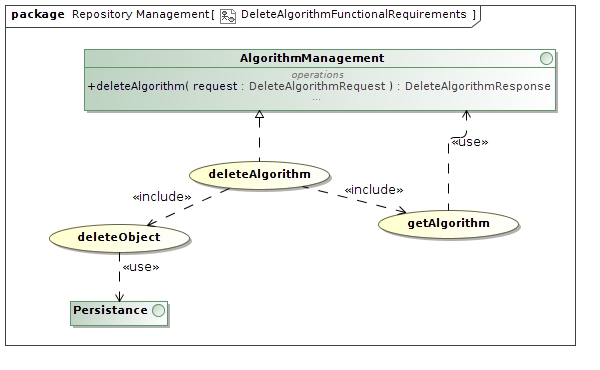 package Repository Management[ DeleteAlgorithmFunctionalRequirements ]
AlgorithmManagement
operations
+deleteAlgorithm( request : DeleteAlgorithmRequest ) : DeleteAlgorithmResponse
...
«use»
deleteAlgorithm
«include»
«include»
getAlgorithm
deleteObject
«use»
Persistance